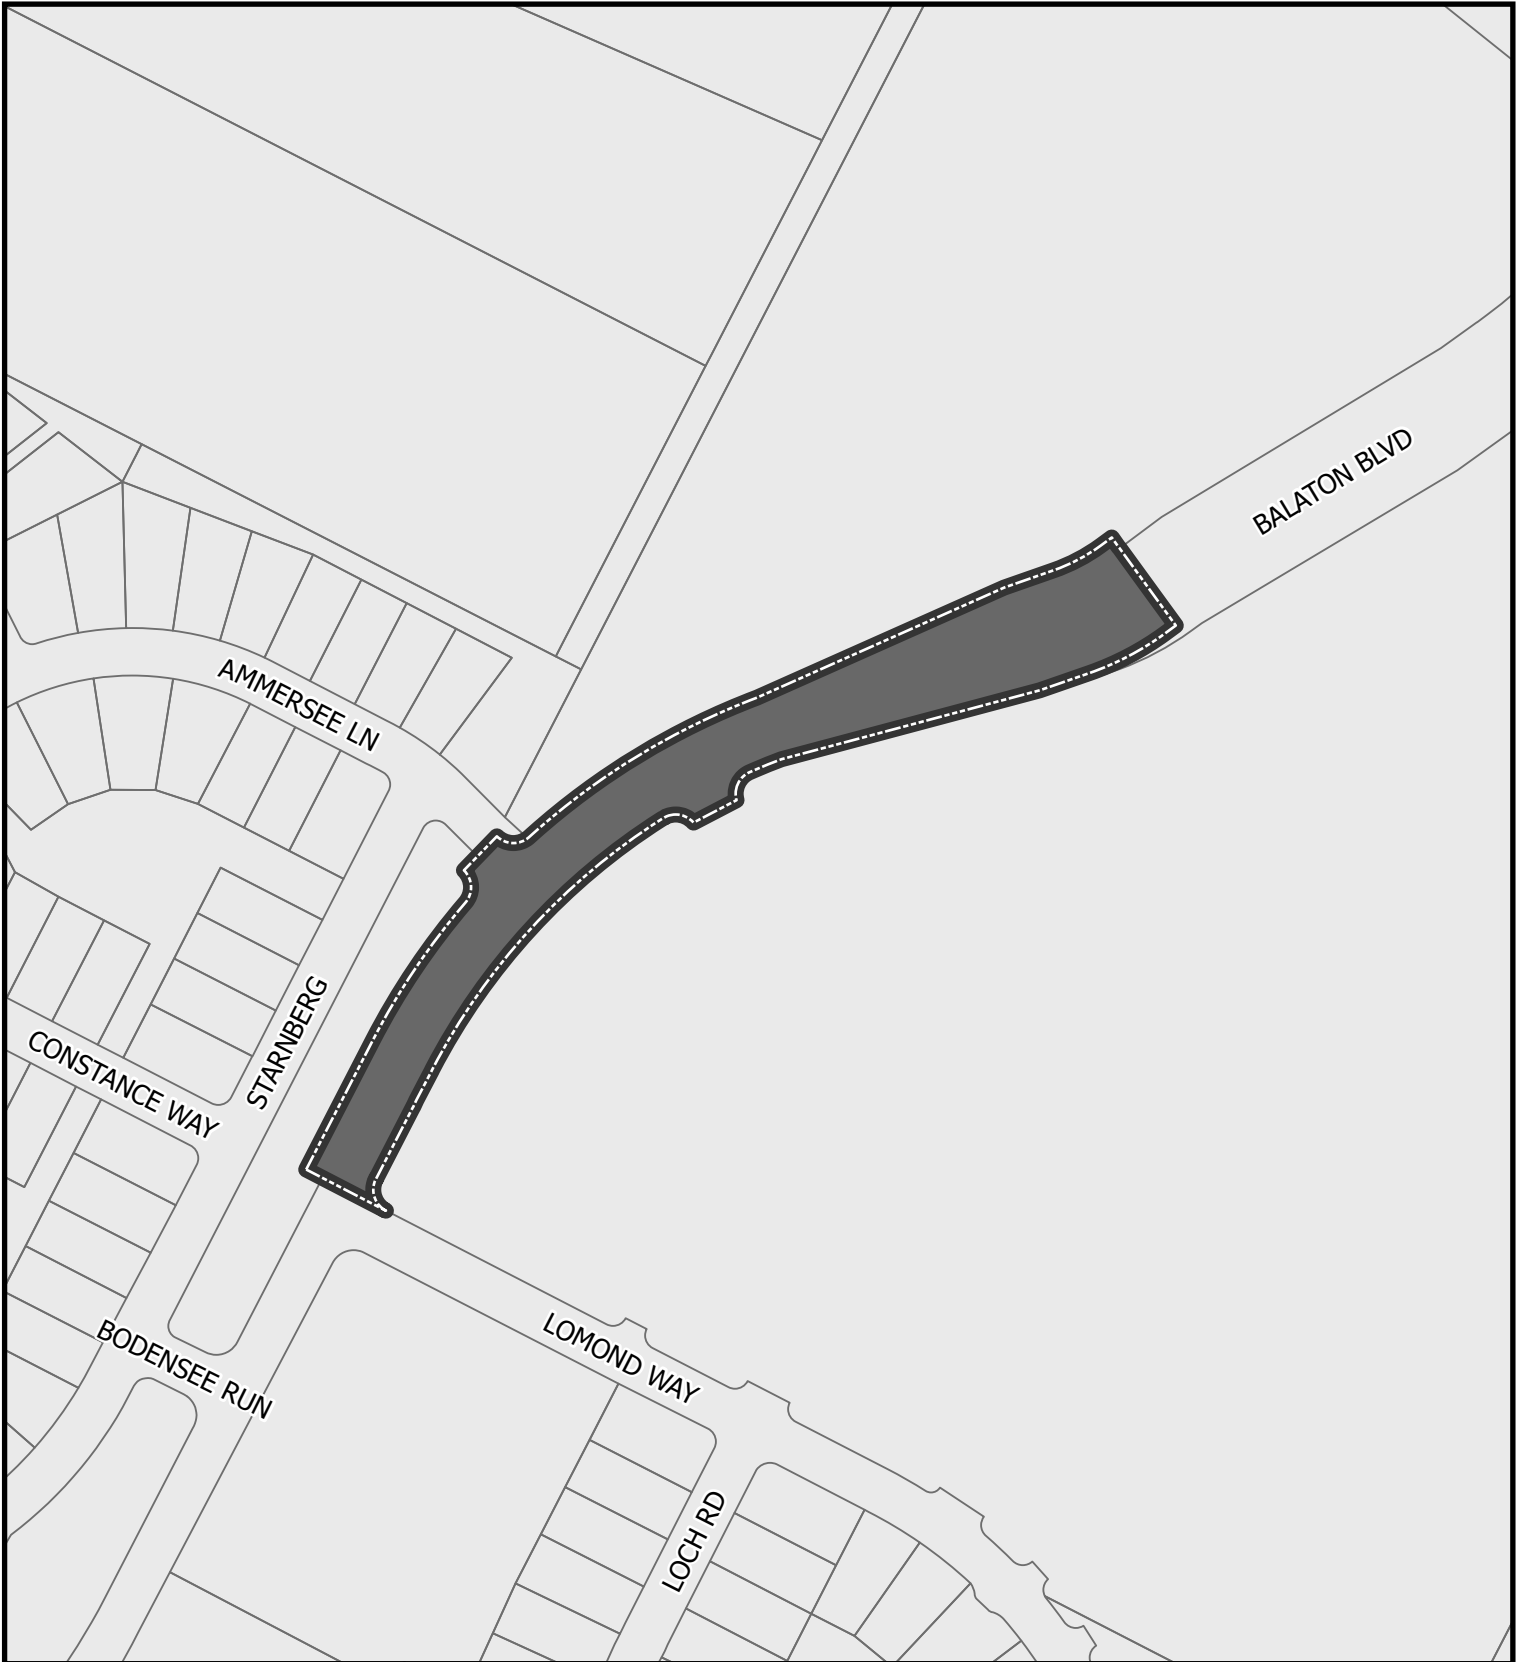 BALATON BLVD
AMMERSEE LN
STARNBERG
CONSTANCE WAY
BODENSEE RUN
LOMOND WAY
LOCH RD